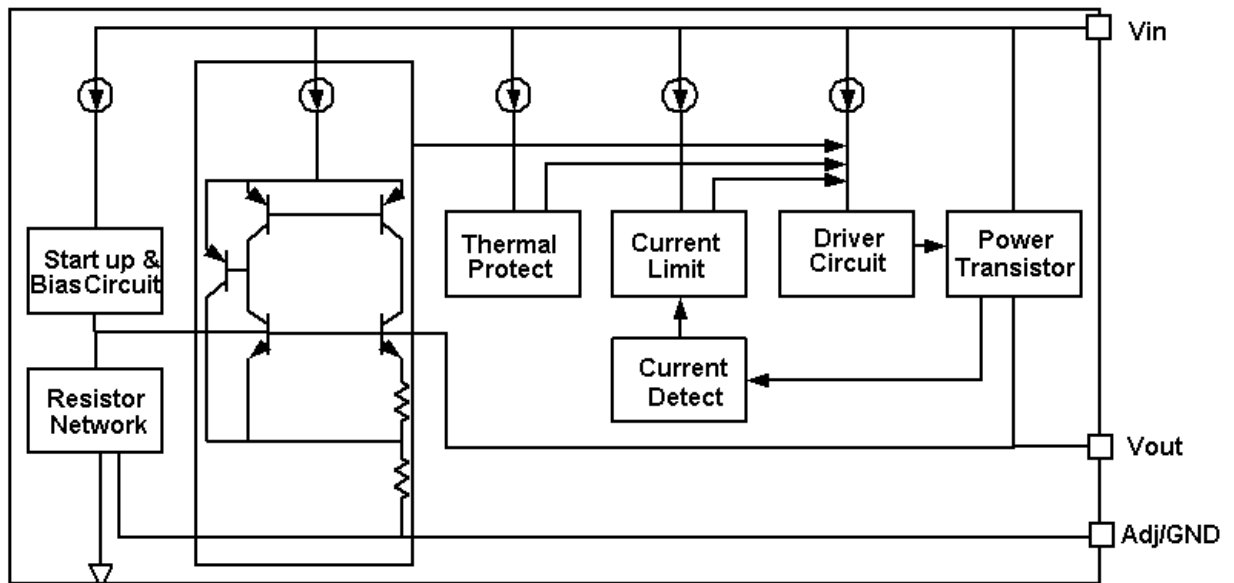 Vin
Start up &
Bias Circuit
Thermal
Protect
Current
Limit
Driver
Circuit
Power
Transistor
Current
Detect
Resistor
Network
Vout
Adj/GND